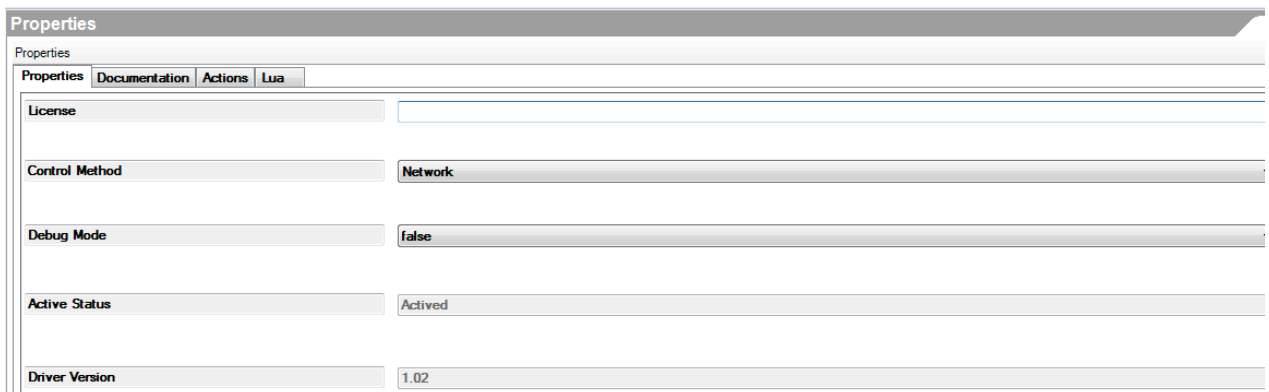 Properties
Properties
Properties Documentation Actions Lua
License
Control Method Network
Debug Mode false
Active Status Actived
Driver Version 1.02